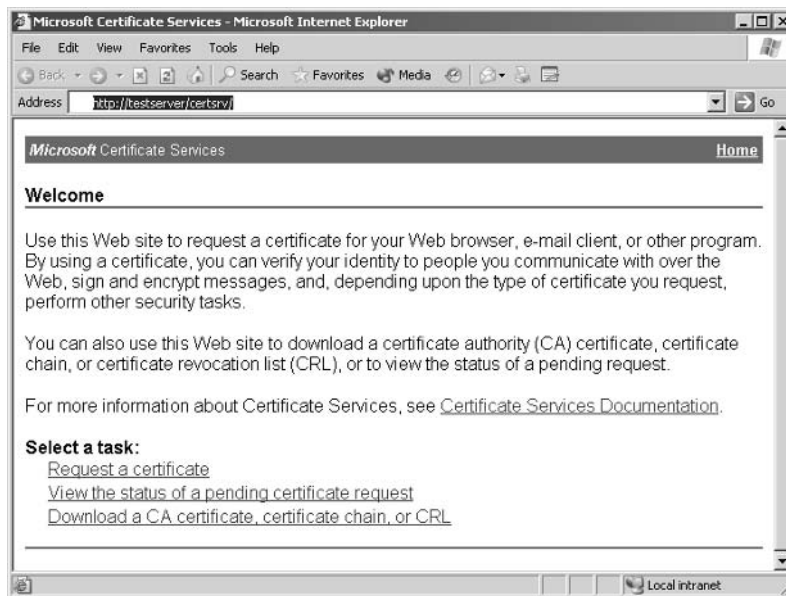 Microsoft Certificate Services - Microsoft Internet Explorer
File Edit View Favorites Tools Help
Back Search Favorites Media
Address http://testserver/certsrv/ Go
Microsoft Certificate Services Home
Welcome
Use this Web site to request a certificate for your Web browser, e-mail client, or other program.
By using a certificate, you can verify your identity to people you communicate with over the
Web, sign and encrypt messages, and, depending upon the type of certificate you request,
perform other security tasks.
You can also use this Web site to download a certificate authority (CA) certificate, certificate
chain, or certificate revocation list (CRL), or to view the status of a pending request.
For more information about Certificate Services, see Certificate Services Documentation.
Select a task:
Request a certificate
View the status of a pending certificate request
Download a CA certificate, certificate chain, or CRL
Local intranet